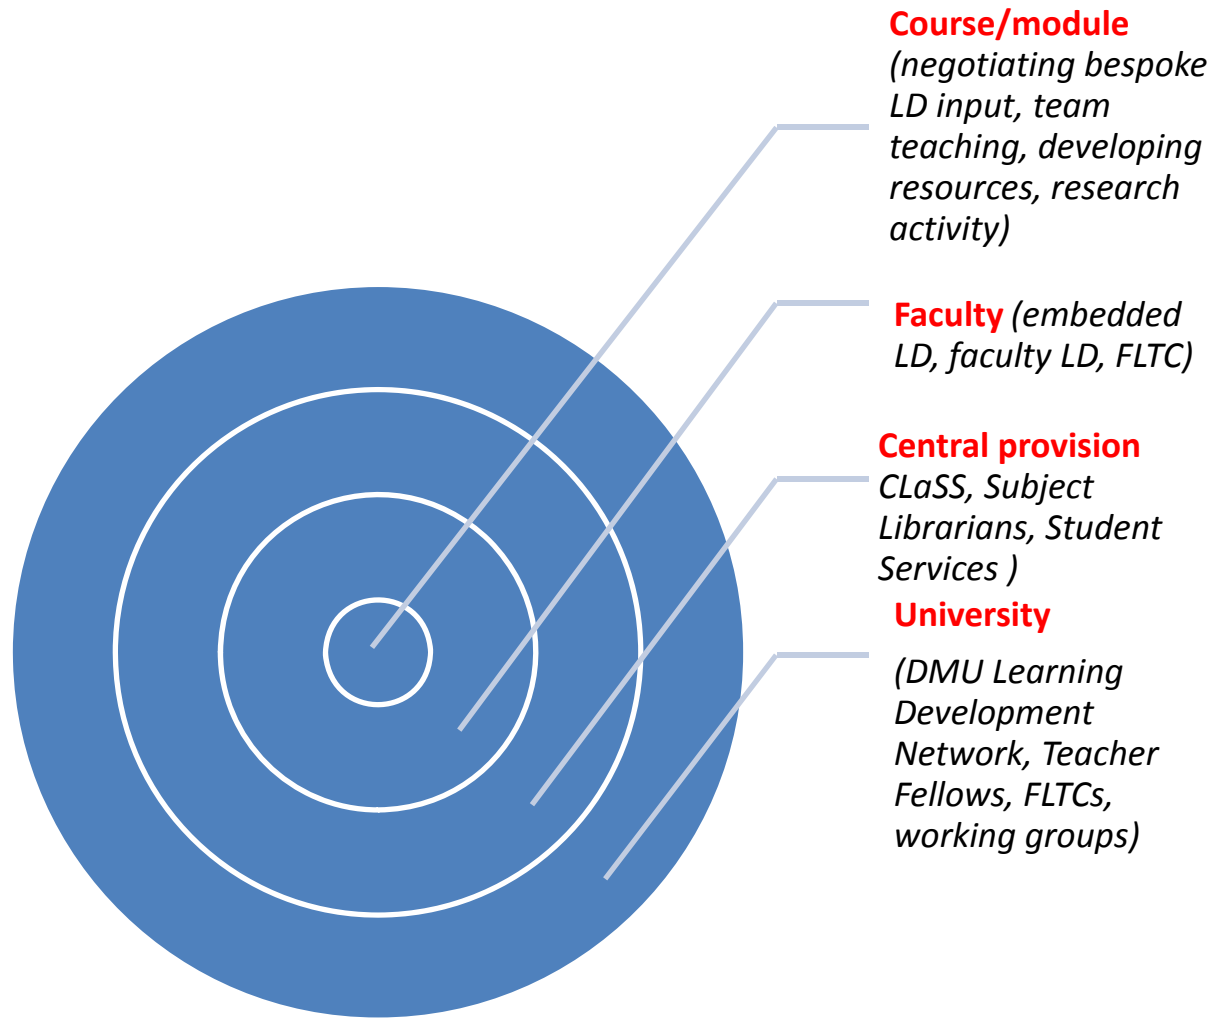 Course/module
(negotiating bespoke
LD input, team
teaching, developing
resources, research
activity)
Faculty (embedded
LD, faculty LD, FLTC)
Central provision
CLaSS, Subject
Librarians, Student
Services )
University
(DMU Learning
Development
Network, Teacher
Fellows, FLTCs,
working groups)